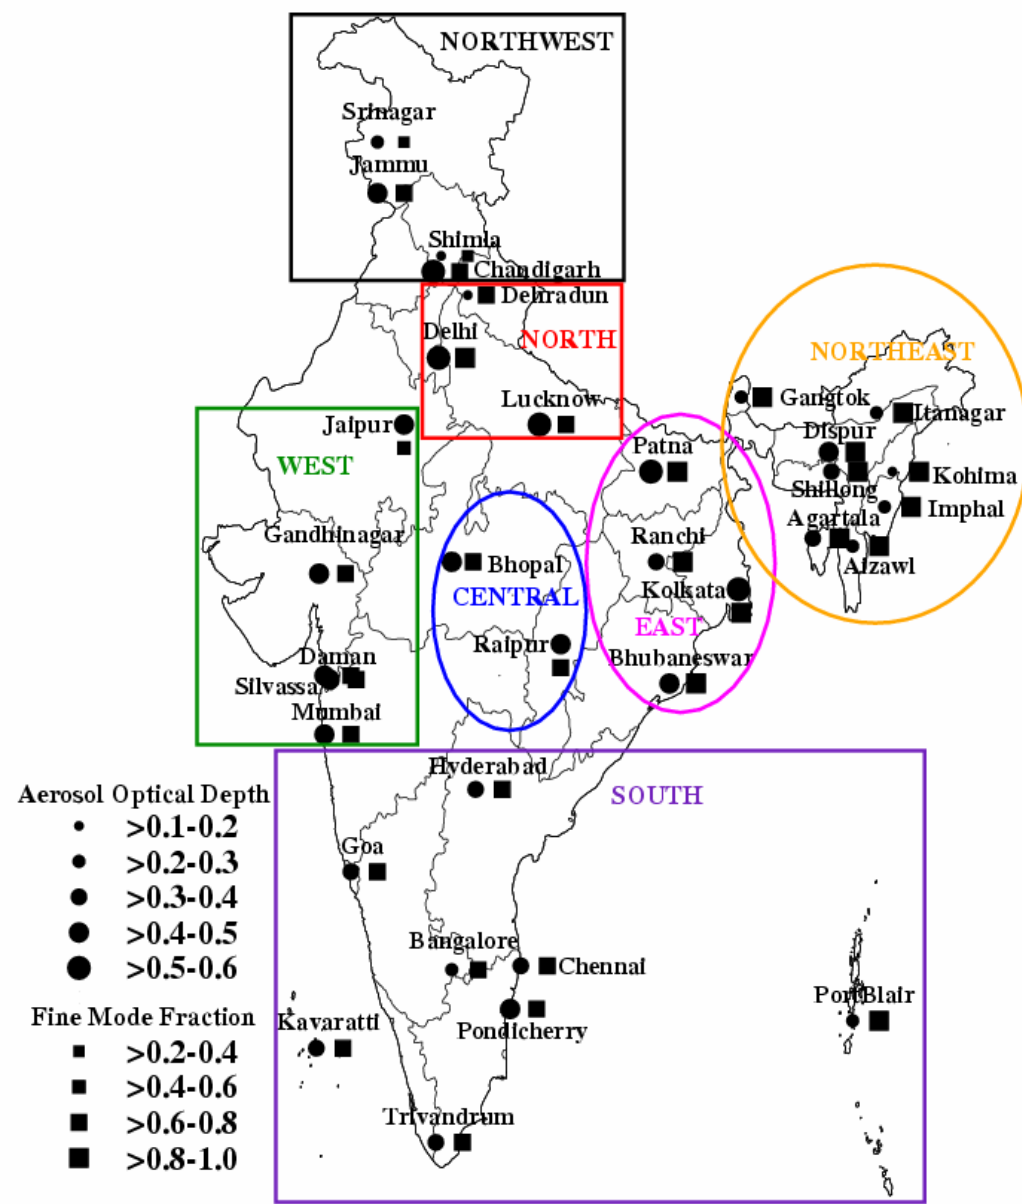 NORTHWEST
Srinagar
Jammu
Shimla
Chandigarh
Dehradun
Delhi
NORTH
NORTHEAST
Lucknow
Gangtok
Itanagar
Jaipur
Dispur
Patna
WEST
Kohima
Shillong
Imphal
Agartala
Gandhinagar
Ranchi
Bhopal
Aizawl
Kolkata
CENTRAL
EAST
Raipur
Daman
Bhubaneswar
Silvassa
Mumbai
Hyderabad
SOUTH
Aerosol Optical Depth
>0.1-0.2
>0.2-0.3
>0.3-0.4
>0.4-0.5
>0.5-0.6
Goa
Bangalore
Chennai
Port Blair
Pondicherry
Kavaratti
Trivandrum
Fine Mode Fraction
>0.2-0.4
>0.4-0.6
>0.6-0.8
>0.8-1.0